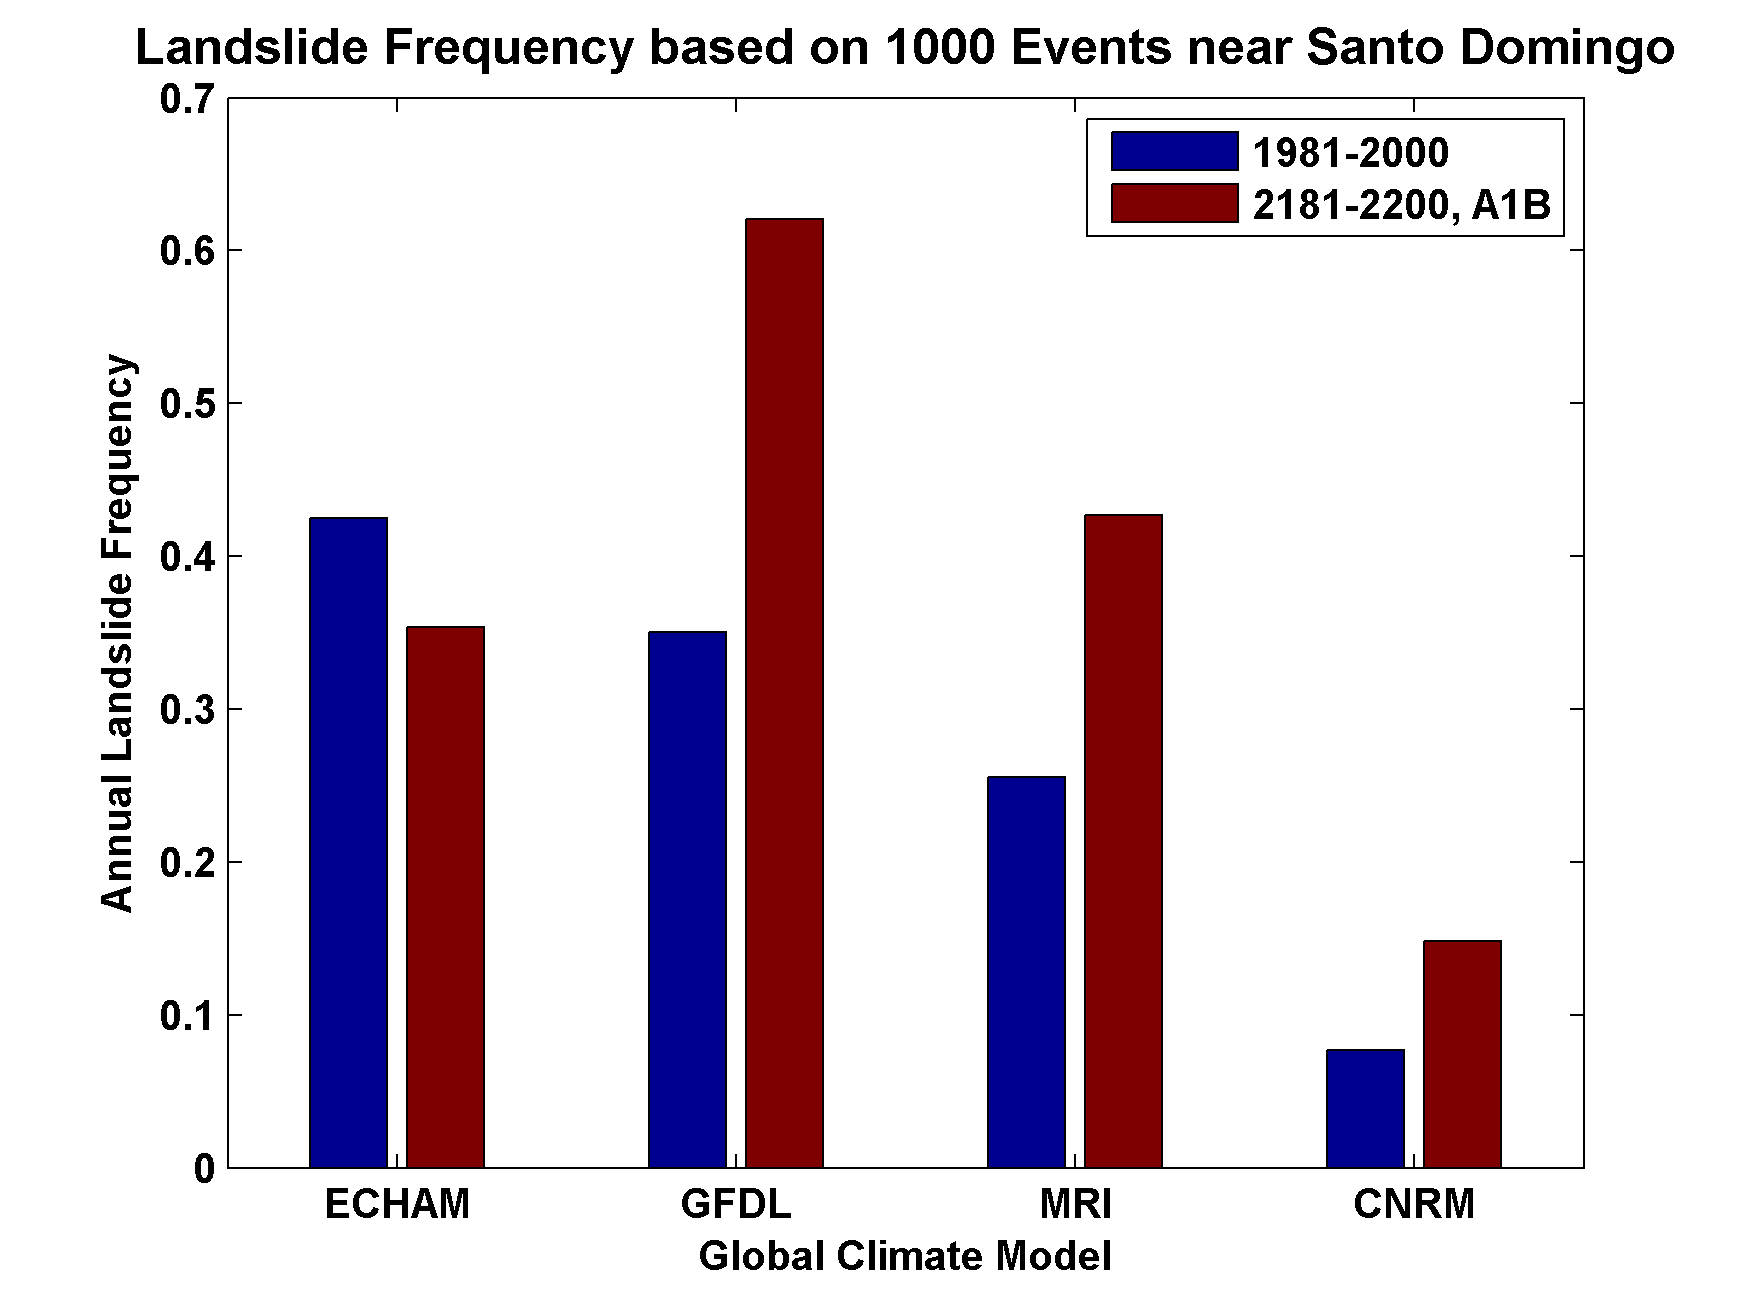 Landslide Frequency based on 1000 Events near Santo Domingo
0.7
0.6
0.5
0.4
0.3
0.2
0.1
0
Annual Landslide Frequency
1981-2000
2181-2200, A1B
ECHAM GFDL MRI CNRM
Global Climate Model